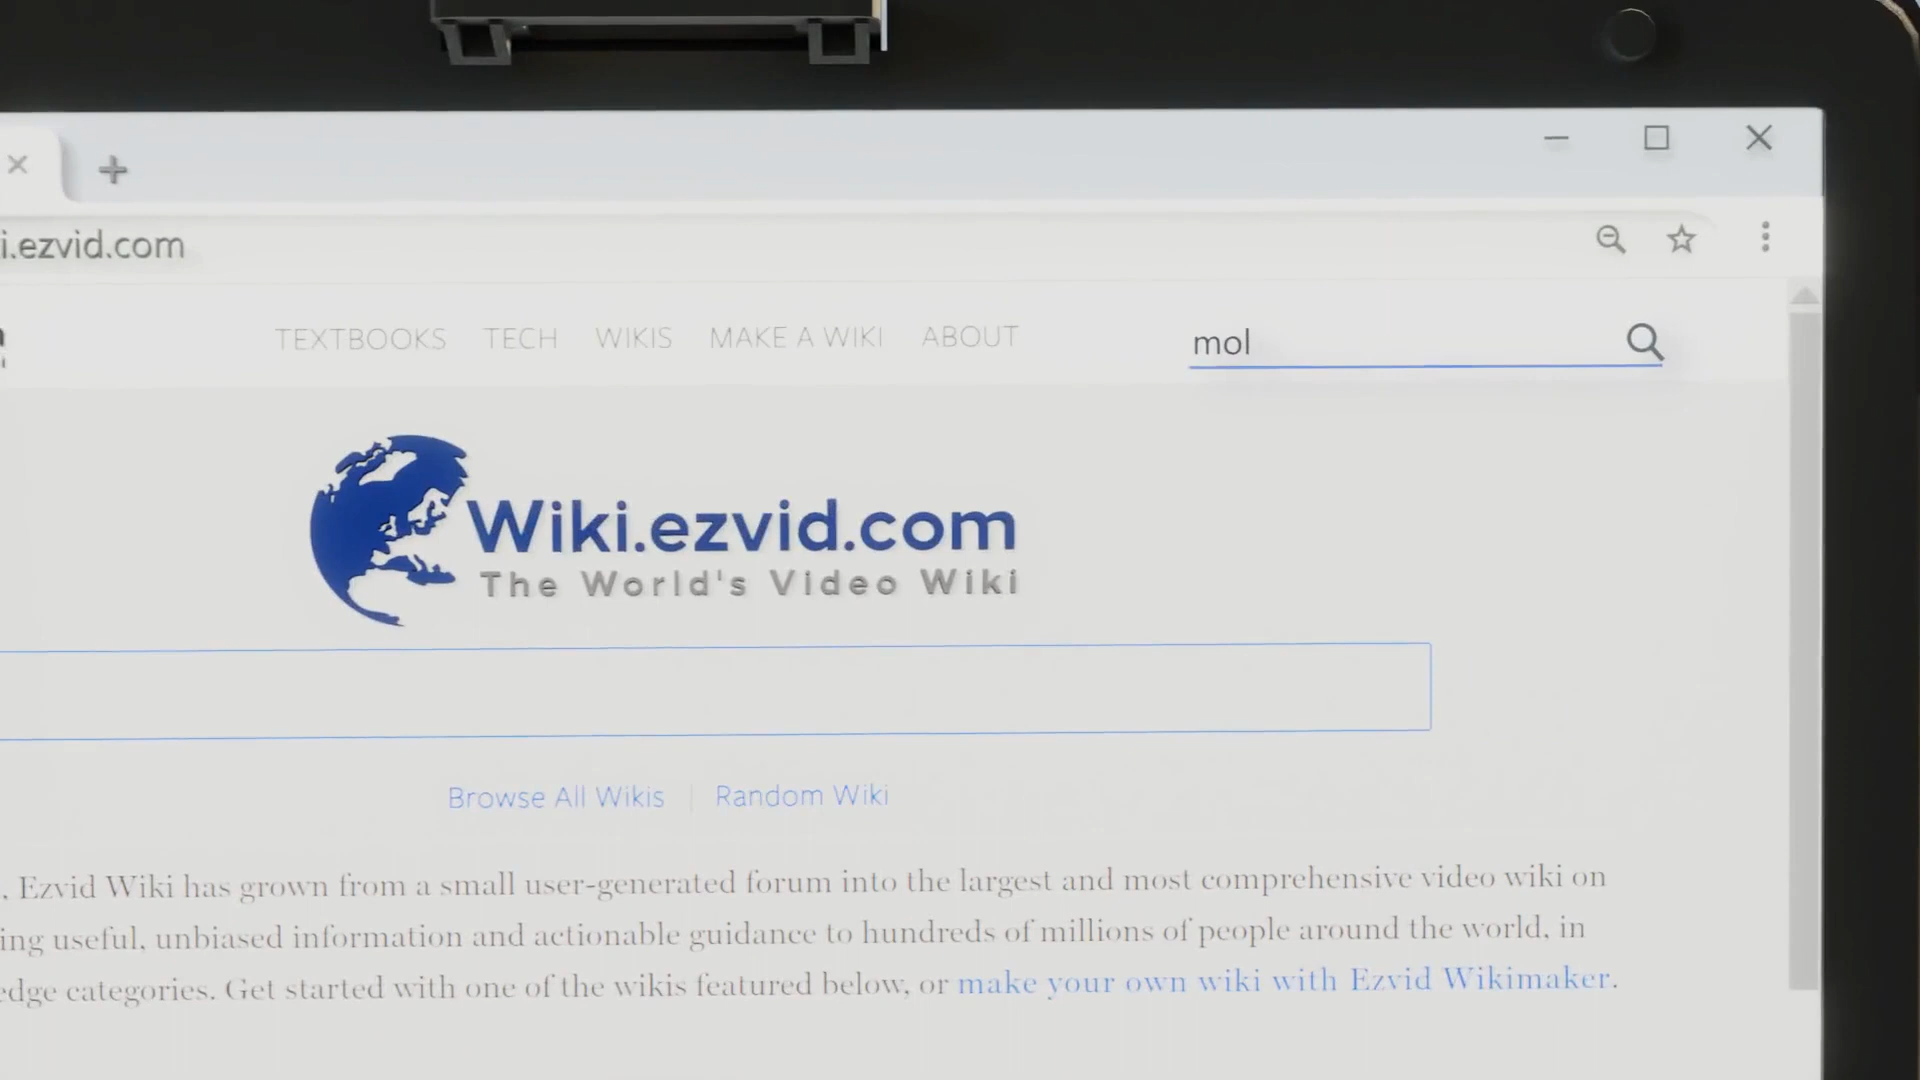 i.ezvid.com
TEXTBOOKS TECH WIKIS MAKE A WIKI ABOUT mol
Wiki.ezvid.com
The World's Video Wiki
Browse All Wikis | Random Wiki
. Ezvid Wiki has grown from a small user-generated forum into the largest and most comprehensive video wiki on
ing useful, unbiased information and actionable guidance to hundreds of millions of people around the world, in
edge categories. Get started with one of the wikis featured below, or make your own wiki with Ezvid Wikimaker.